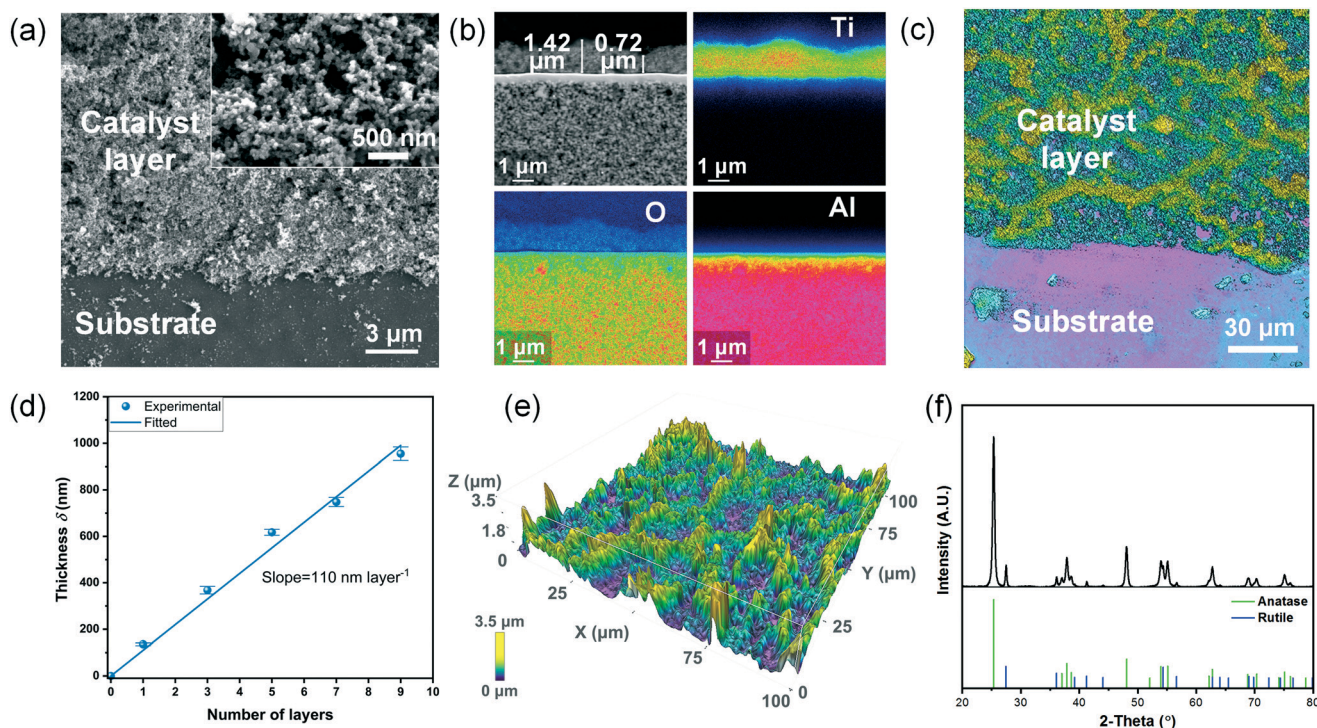 (a)
Catalyst
layer
500 nm
Substrate
3 µm
(b)
1.42
µm
0.72
µm
1 µm
Ti
1 µm
O
1 µm
Al
1 µm
(c)
Catalyst
layer
Substrate
30 µm
(d)
Experimental
Fitted
Thickness δ (nm)
1200
1000
800
600
400
200
0
Slope=110 nm layer⁻¹
0 1 2 3 4 5 6 7 8 9 10
Number of layers
(e)
Z (µm)
3.5
1.8
0
25
X (µm)
75
100
0
25
Y (µm)
75
100
3.5 µm
0 µm
(f)
Intensity (A.U.)
Anatase
Rutile
20 30 40 50 60 70 80
2-Theta (°)